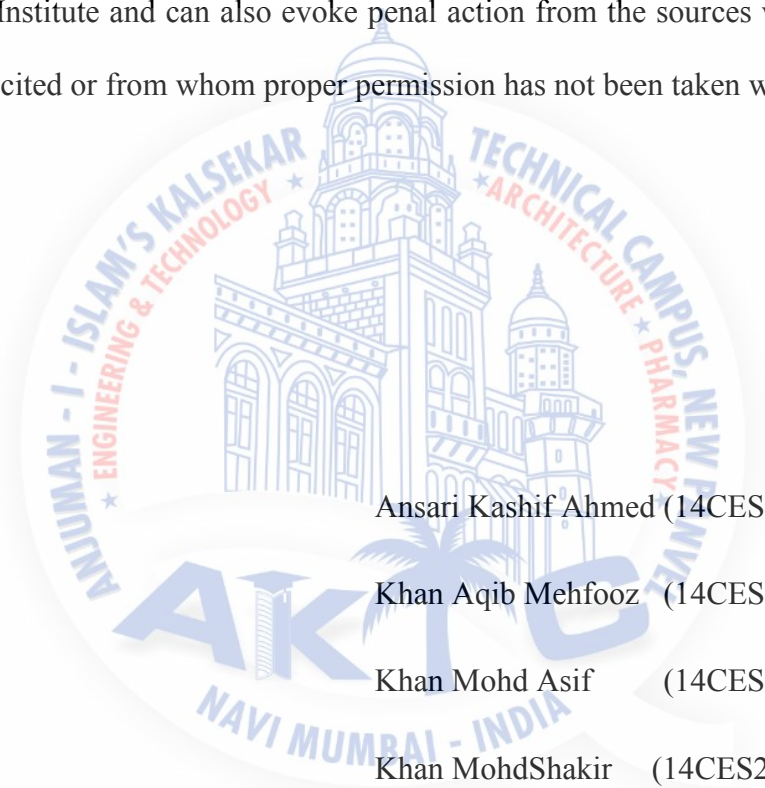 Institute and can also evoke penal action from the sources
cited or from whom proper permission has not been taken
ANJUMAN - I - ISLAM'S KALSEKAR TECHNICAL CAMPUS, NEW PANVEL
★ ENGINEERING & TECHNOLOGY ★ ★ ARCHITECTURE ★ PHARMACY ★
Ansari Kashif Ahmed (14CES
Khan Aqib Mehfooz (14CES
Khan Mohd Asif (14CES
Khan MohdShakir (14CES2
AKTC
NAVI MUMBAI - INDIA